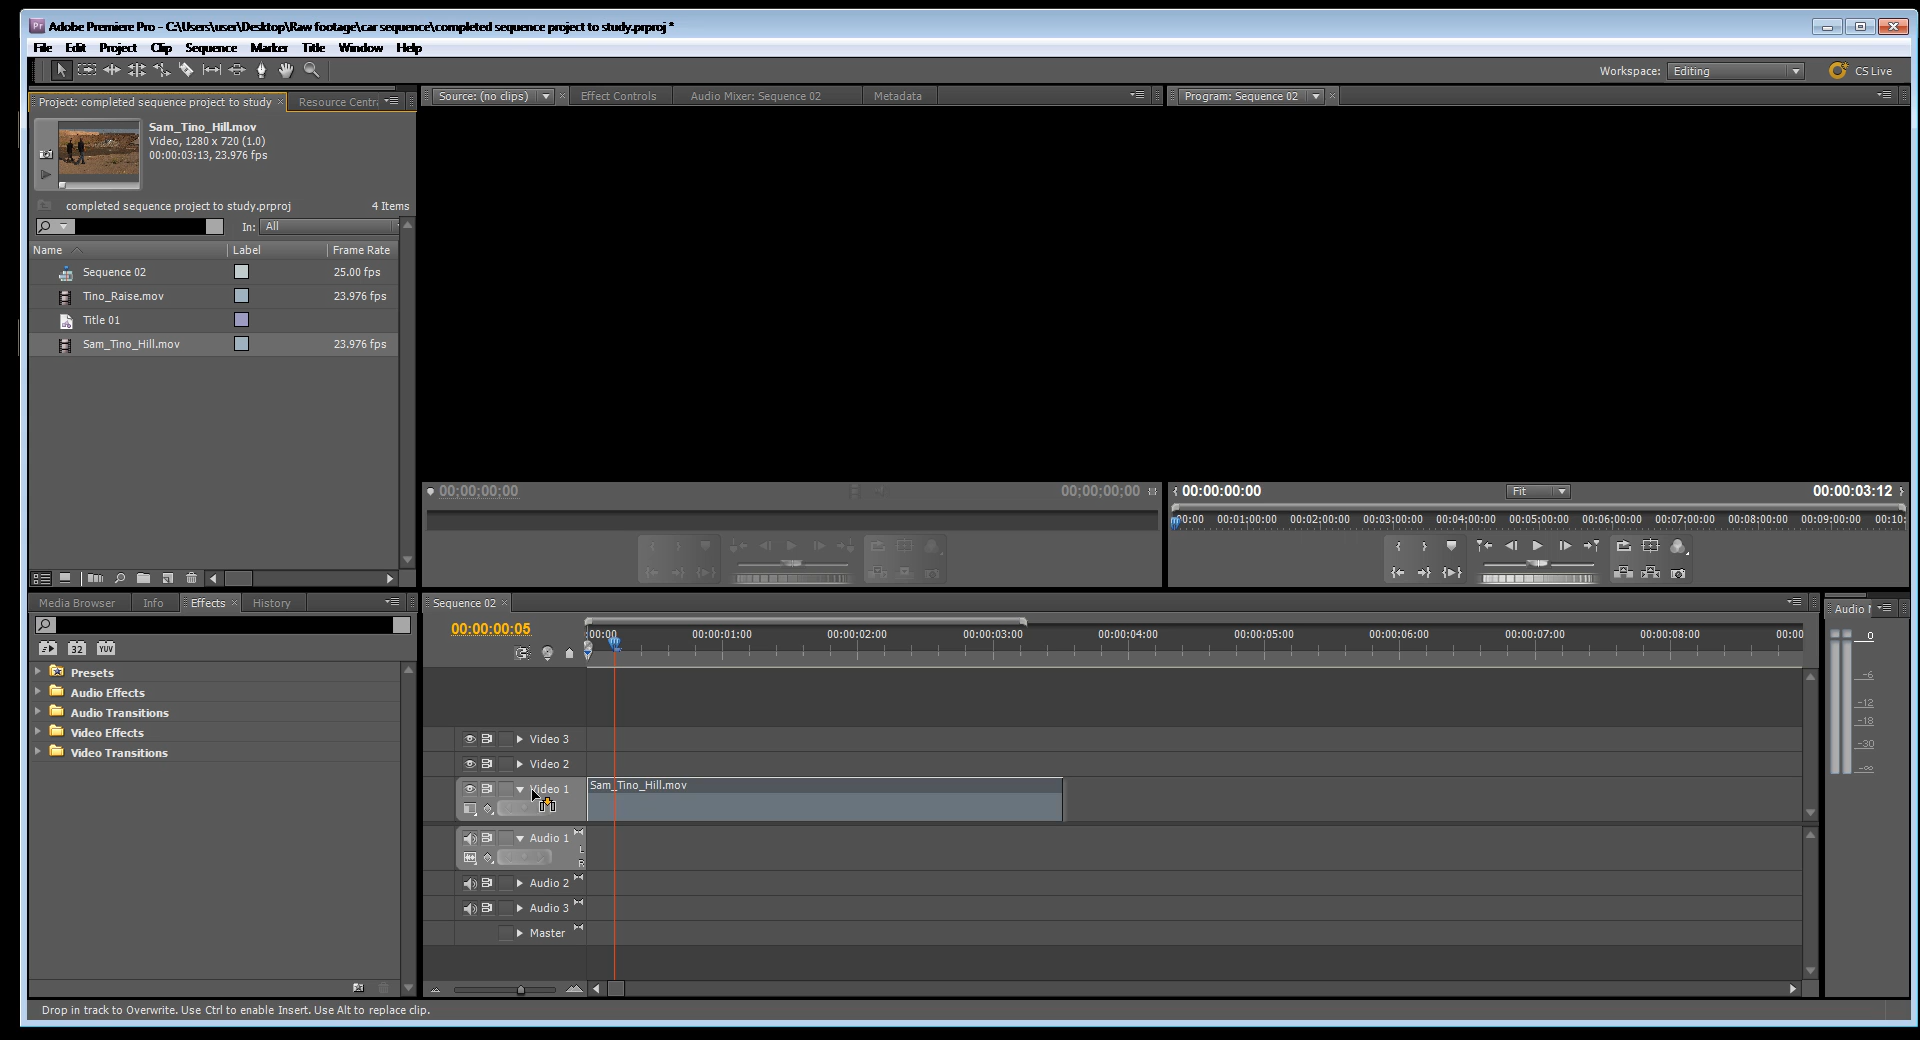 Adobe Premiere Pro - C:\Users\user\Desktop\Raw footage\car sequence\completed sequence project to study.prproj *
File Edit Project Clip Sequence Marker Title Window Help
Workspace: Editing CS Live
Project: completed sequence project to study Resource Centr
Source: (no clips) Effect Controls Audio Mixer: Sequence 02 Metadata
Program: Sequence 02
Sam_Tino_Hill.mov
Video, 1280 x 720 (1.0)
00:00:03:13, 23.976 fps
completed sequence project to study.prproj 4 Items
In: All
Name Label Frame Rate
Sequence 02 25.00 fps
Tino_Raise.mov 23.976 fps
Title 01
Sam_Tino_Hill.mov 23.976 fps
00;00;00;00 00;00;00;00
00:00:00:00 Fit 00:00:03:12
00:00 00:01:00:00 00:02:00:00 00:03:00:00 00:04:00:00 00:05:00:00 00:06:00:00 00:07:00:00 00:08:00:00 00:09:00:00 00:10:
Media Browser Info Effects History
32 YUV
Presets
Audio Effects
Audio Transitions
Video Effects
Video Transitions
Sequence 02
00:00:00:05
:00:00 00:00:01:00 00:00:02:00 00:00:03:00 00:00:04:00 00:00:05:00 00:00:06:00 00:00:07:00 00:00:08:00 00:00
Video 3
Video 2
Video 1 Sam_Tino_Hill.mov
Audio 1
L
R
Audio 2
Audio 3
Master
Audio
0
-6
-12
-18
-30
-∞
Drop in track to Overwrite. Use Ctrl to enable Insert. Use Alt to replace clip.